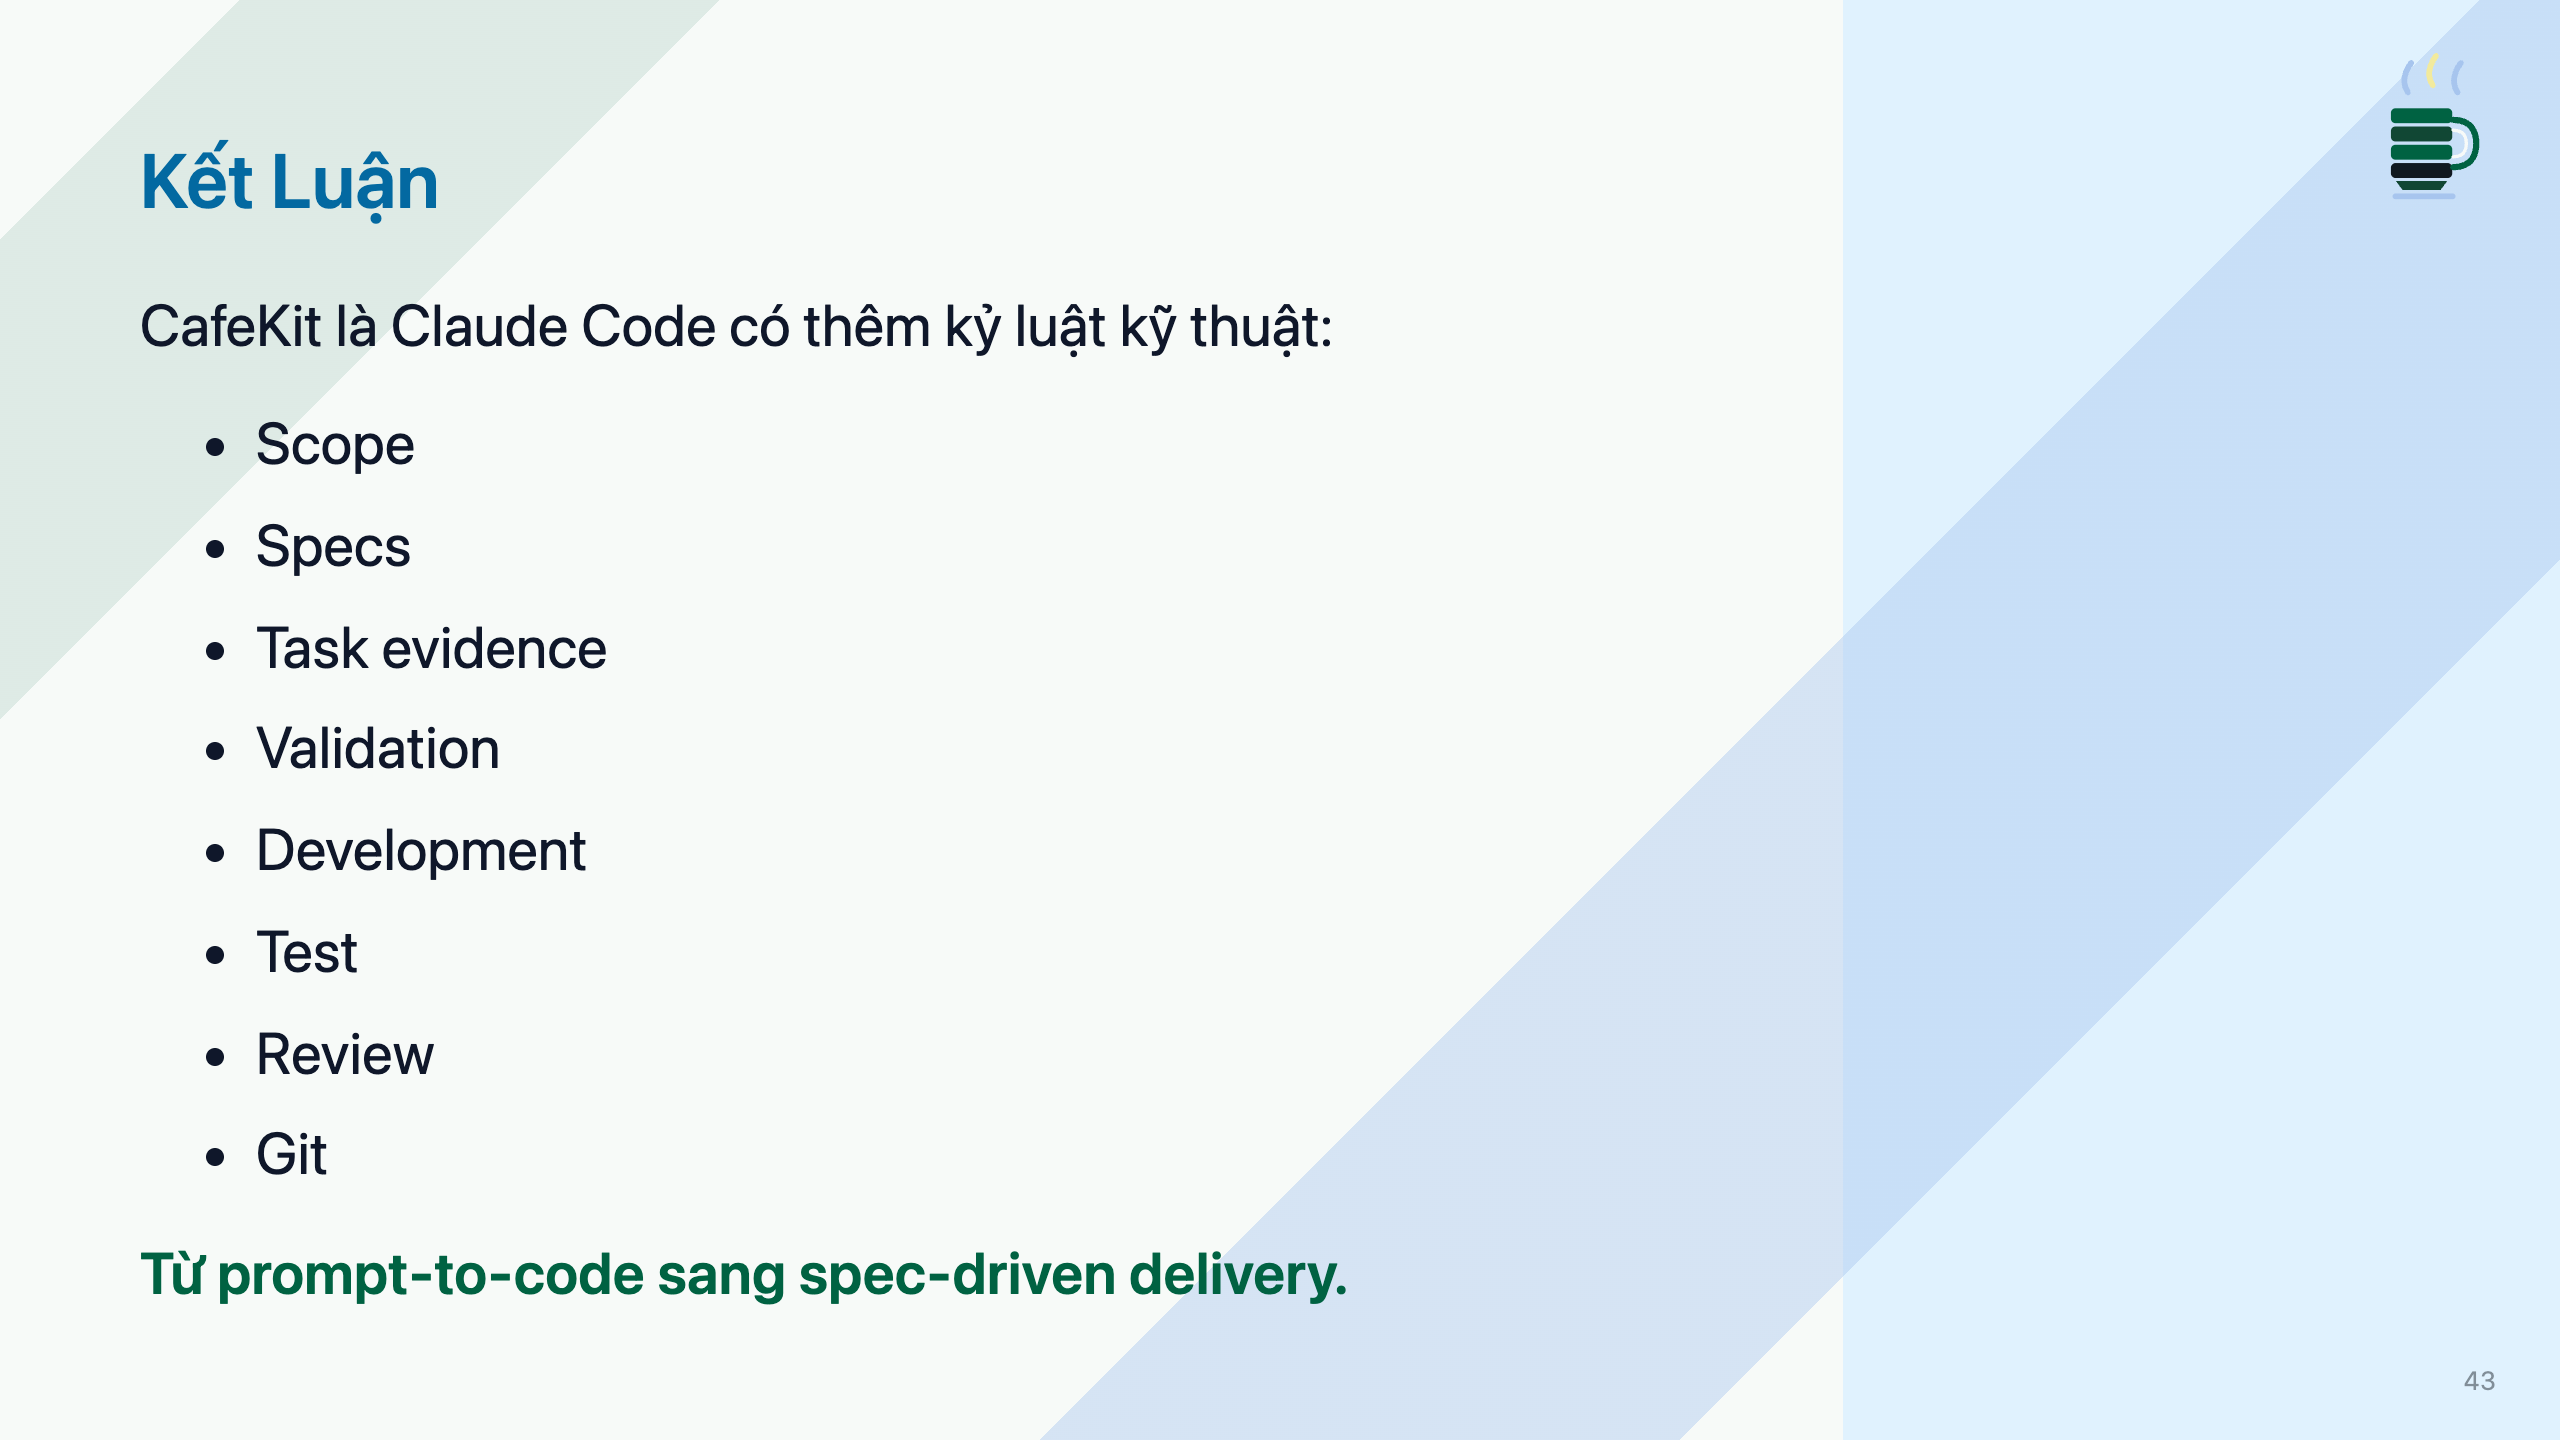 Kết Luận
CafeKit là Claude Code có thêm kỷ luật kỹ thuật:
• Scope
• Specs
• Task evidence
• Validation
• Development
• Test
• Review
• Git
Từ prompt-to-code sang spec-driven delivery.
43